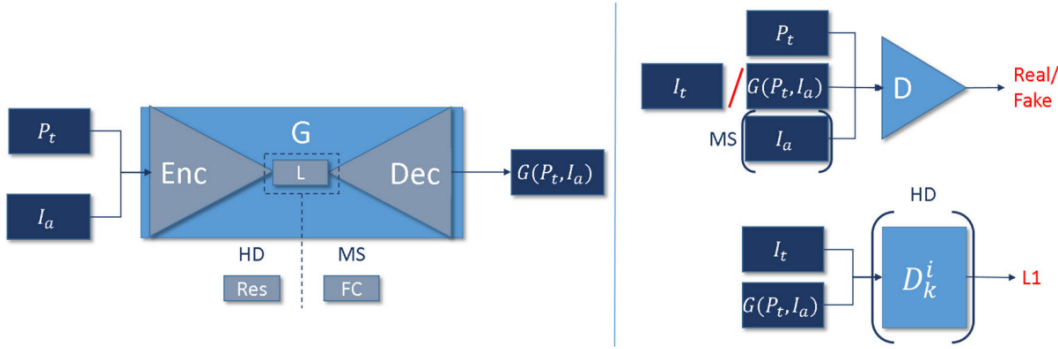 P_t
I_a
G
Enc
L
Dec
G(P_t, I_a)
HD
MS
Res
FC
P_t
I_t
/
G(P_t, I_a)
MS
I_a
D
Real/
Fake
HD
I_t
G(P_t, I_a)
D_k^i
L1